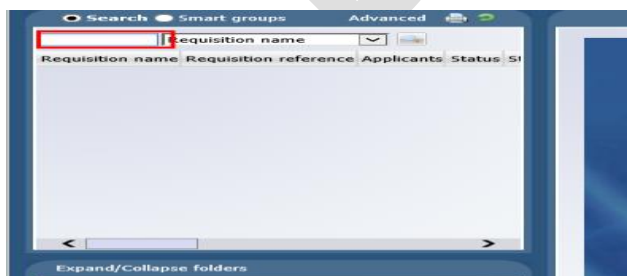 Search Smart groups Advanced
Requisition name
Requisition name Requisition reference Applicants Status
Expand/Collapse folders